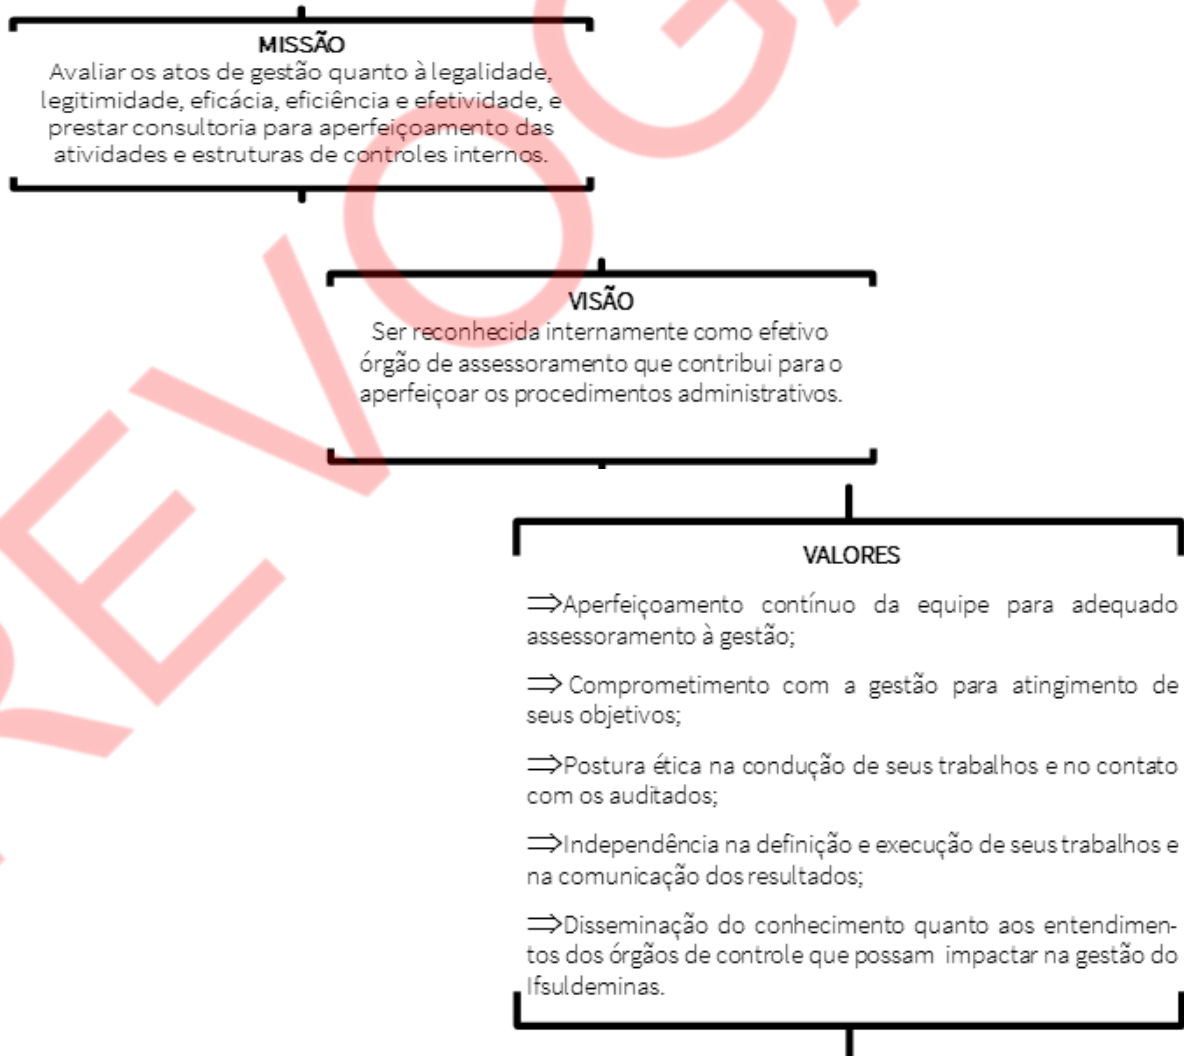 MISSÃO
Avaliar os atos de gestão quanto à legalidade,
legitimidade, eficácia, eficiência e efetividade, e
prestar consultoria para aperfeiçoamento das
atividades e estruturas de controles internos.
VISÃO
Ser reconhecida internamente como efetivo
órgão de assessoramento que contribui para o
aperfeiçoar os procedimentos administrativos.
VALORES
⇒Aperfeiçoamento contínuo da equipe para adequado
assessoramento à gestão;
⇒ Comprometimento com a gestão para atingimento de
seus objetivos;
⇒Postura ética na condução de seus trabalhos e no contato
com os auditados;
⇒Independência na definição e execução de seus trabalhos e
na comunicação dos resultados;
⇒Disseminação do conhecimento quanto aos entendimen-
tos dos órgãos de controle que possam impactar na gestão do
Ifsuldeminas.
REVOGA